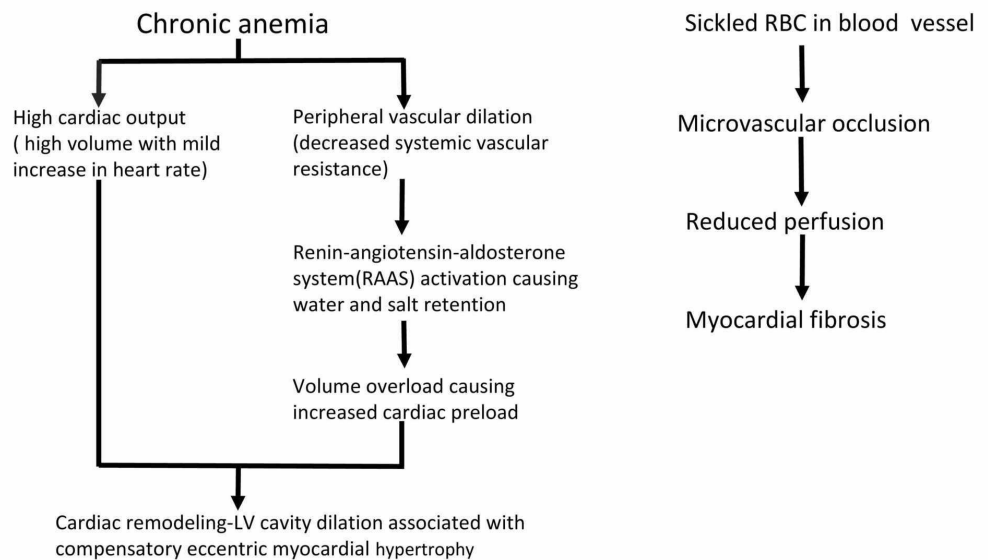 Chronic anemia
High cardiac output
( high volume with mild
increase in heart rate)
Peripheral vascular dilation
(decreased systemic vascular
resistance)
Renin-angiotensin-aldosterone
system(RAAS) activation causing
water and salt retention
Volume overload causing
increased cardiac preload
Cardiac remodeling-LV cavity dilation associated with
compensatory eccentric myocardial hypertrophy
Sickled RBC in blood vessel
Microvascular occlusion
Reduced perfusion
Myocardial fibrosis